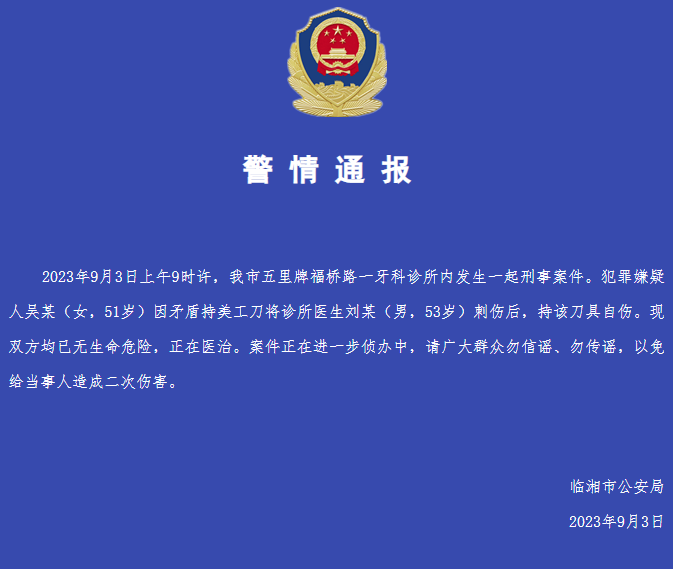 警情通报
2023年9月3日上午9时许，我市五里牌福桥路一牙科诊所内发生一起刑事案件。犯罪嫌疑
人吴某（女，51岁）因矛盾持美工刀将诊所医生刘某（男，53岁）刺伤后，持该刀具自伤。现
双方均已无生命危险，正在医治。案件正在进一步侦办中，请广大群众勿信谣、勿传谣，以免
给当事人造成二次伤害。
临湘市公安局
2023年9月3日